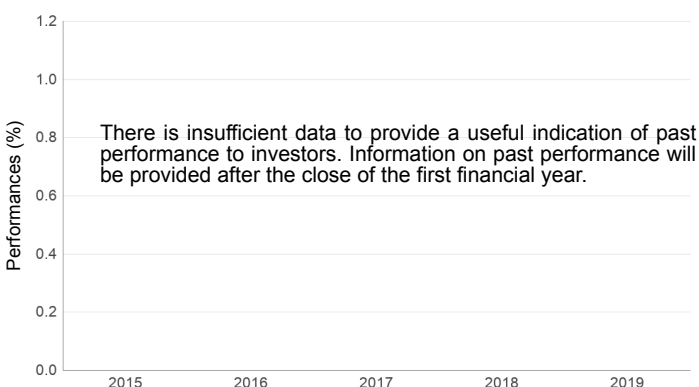 1.2
1.0
0.8
0.6
0.4
0.2
0.0
Performances (%)
There is insufficient data to provide a useful indication of past
performance to investors. Information on past performance will
be provided after the close of the first financial year.
2015 2016 2017 2018 2019